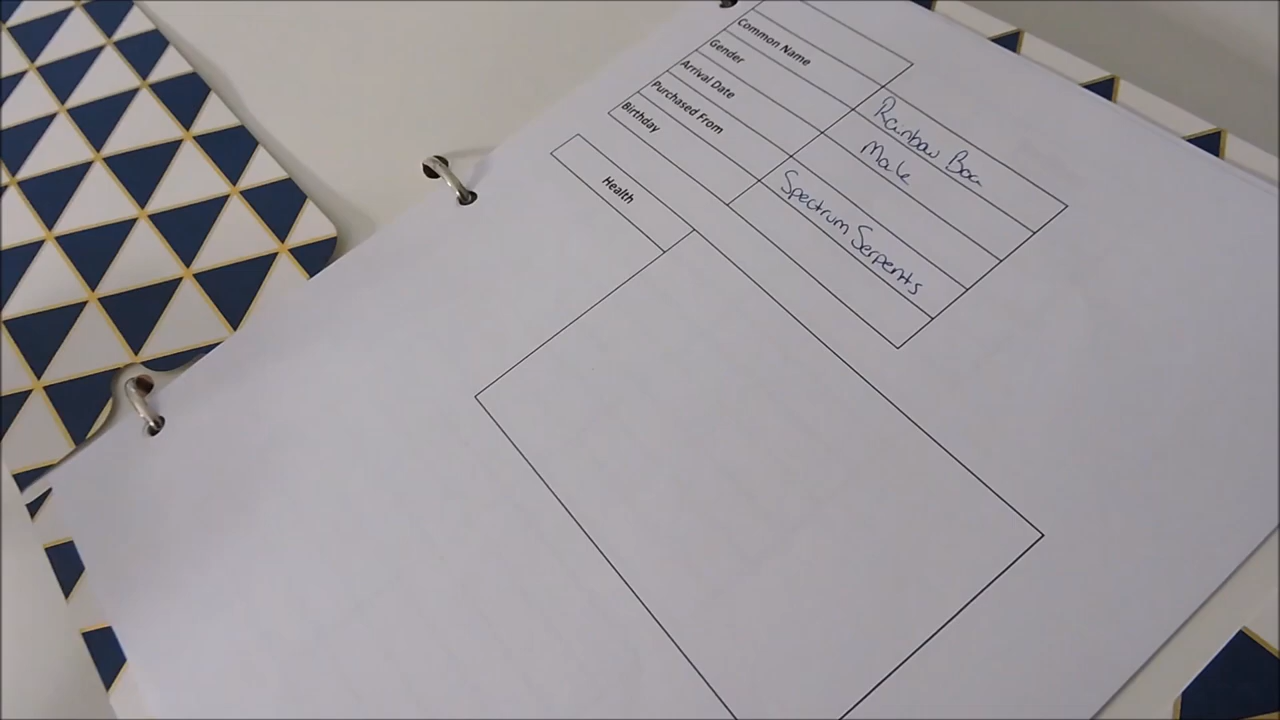 Common Name Rainbow Boa
Gender Male
Arrival Date
Purchased From Spectrum Serpents
Birthday
Health